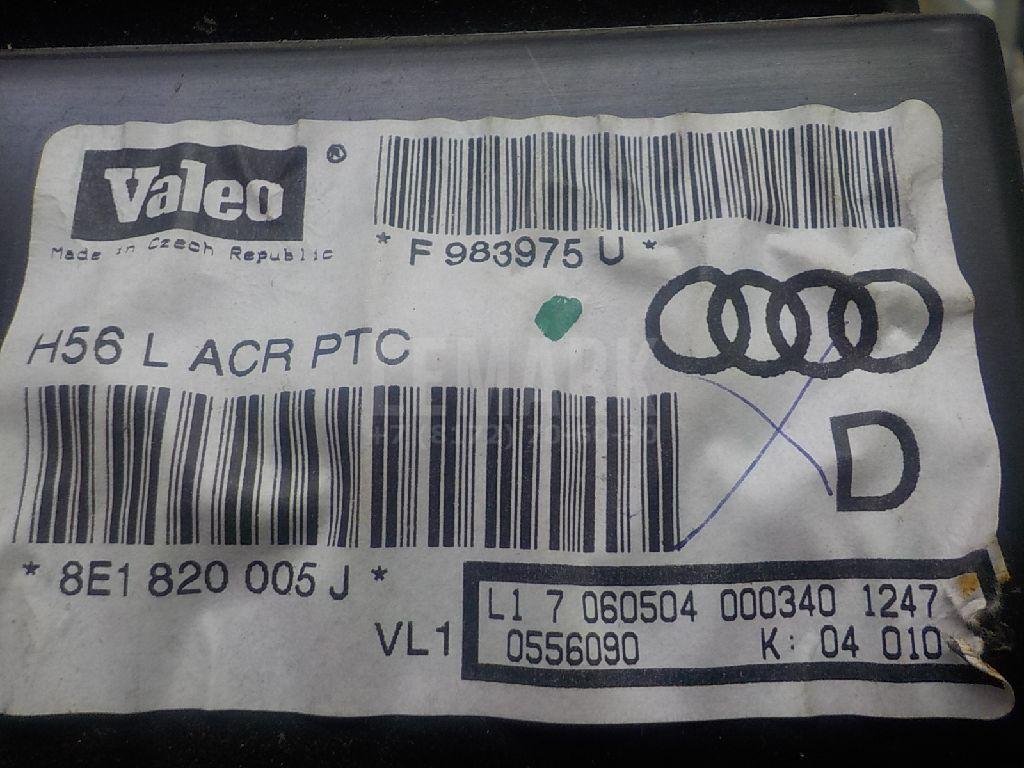 Valeo ®
Made in Czech Republic
* F 983975 U *
H56 L ACR PTC
LEMARK
D
* 8E1 820 005 J *
VL1
L1 7 060504 000340 1247
0556090 K: 04 010